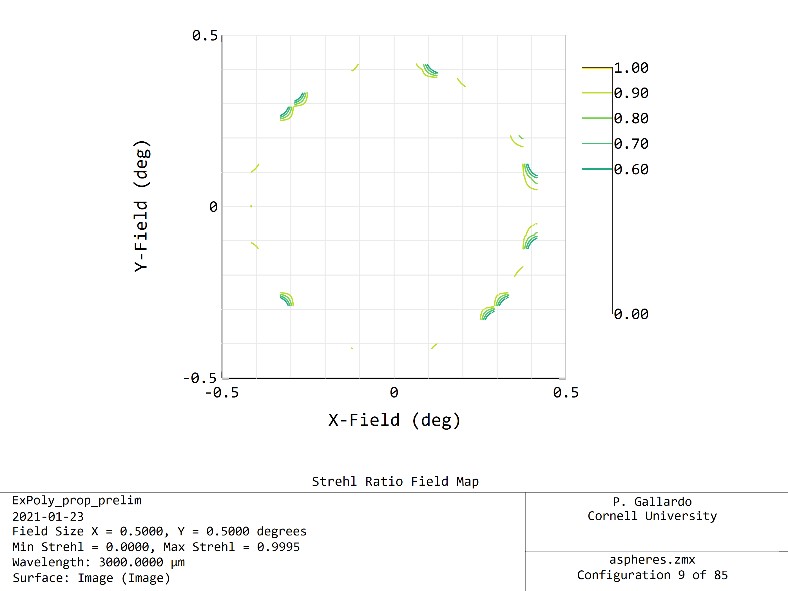 0.5
0
-0.5
-0.5
0
0.5
Y-Field (deg)
X-Field (deg)
1.00
0.90
0.80
0.70
0.60
0.00
Strehl Ratio Field Map
ExPoly_prop_prelim
2021-01-23
Field Size X = 0.5000, Y = 0.5000 degrees
Min Strehl = 0.0000, Max Strehl = 0.9995
Wavelength: 3000.0000 µm
Surface: Image (Image)
P. Gallardo
Cornell University
aspheres.zmx
Configuration 9 of 85